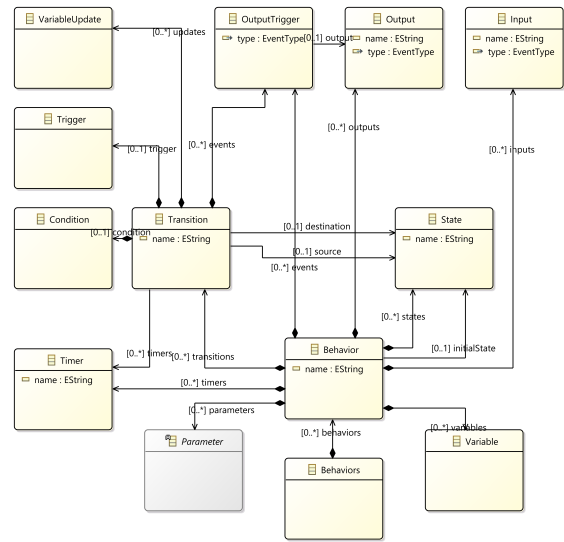 VariableUpdate
OutputTrigger
type : EventType
Output
name : EString
type : EventType
Input
name : EString
type : EventType
[0..*] updates
[0..1] output
Trigger
[0..1] trigger
[0..*] events
[0..*] outputs
[0..*] inputs
Condition
[0..1] condition
Transition
name : EString
[0..1] destination
[0..1] source
[0..*] events
State
name : EString
[0..*] states
[0..1] initialState
Timer
name : EString
[0..*] timers
[0..*] transitions
[0..*] timers
Behavior
name : EString
[0..*] parameters
Parameter
[0..*] behaviors
Behaviors
[0..*] variables
Variable